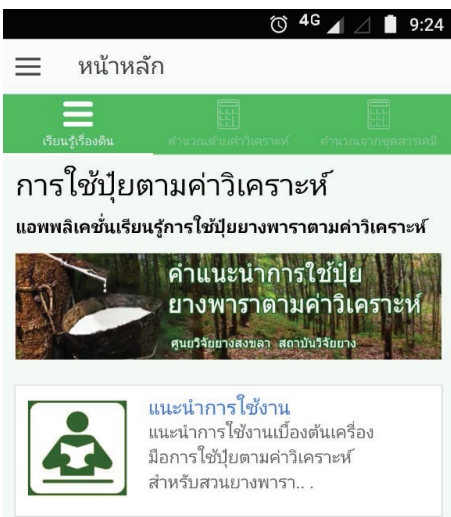 4G 9:24
หน้าหลัก
เรียนรู้เรื่องดิน คำนวณด้วยค่าวิเคราะห์ คำนวณจากชุดสารเคมี
การใช้ปุ๋ยตามค่าวิเคราะห์
แอพพลิเคชั่นเรียนรู้การใช้ปุ๋ยยางพาราตามค่าวิเคราะห์
คำแนะนำการใช้ปุ๋ย
ยางพาราตามค่าวิเคราะห์
ศูนยวิจัยยางสงขลา สถาบันวิจัยยาง
แนะนำการใช้งาน
แนะนำการใช้งานเบื้องต้นเครื่อง
มือการใช้ปุ๋ยตามค่าวิเคราะห์
สำหรับสวนยางพารา.. .